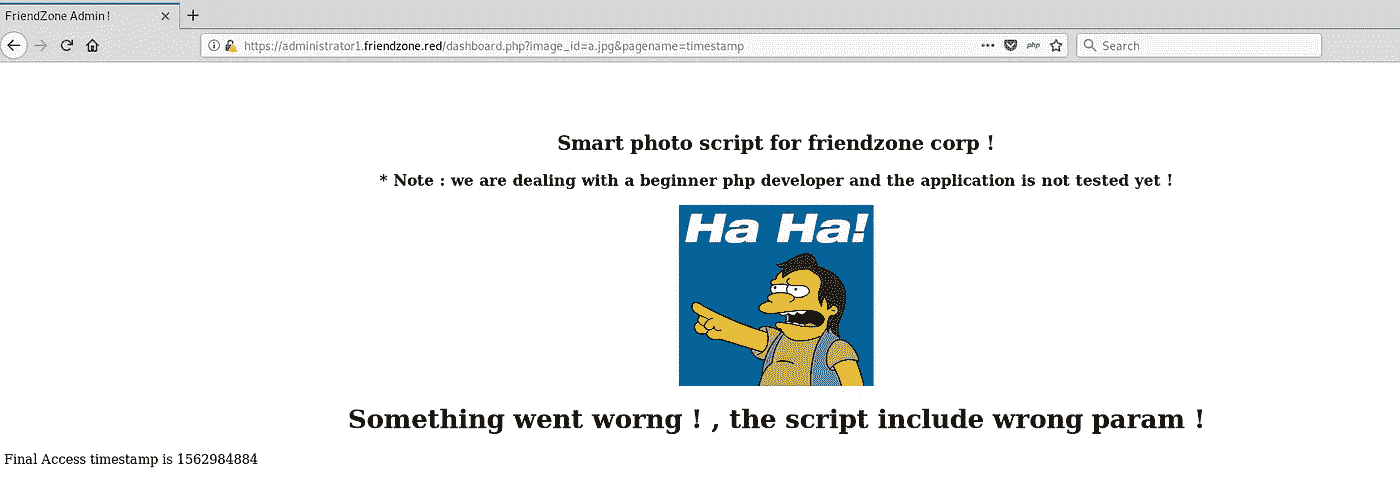 FriendZone Admin !
https://administrator1.friendzone.red/dashboard.php?image_id=a.jpg&pagename=timestamp
php
Search
Smart photo script for friendzone corp !
* Note : we are dealing with a beginner php developer and the application is not tested yet !
Ha Ha!
Something went worng ! , the script include wrong param !
Final Access timestamp is 1562984884